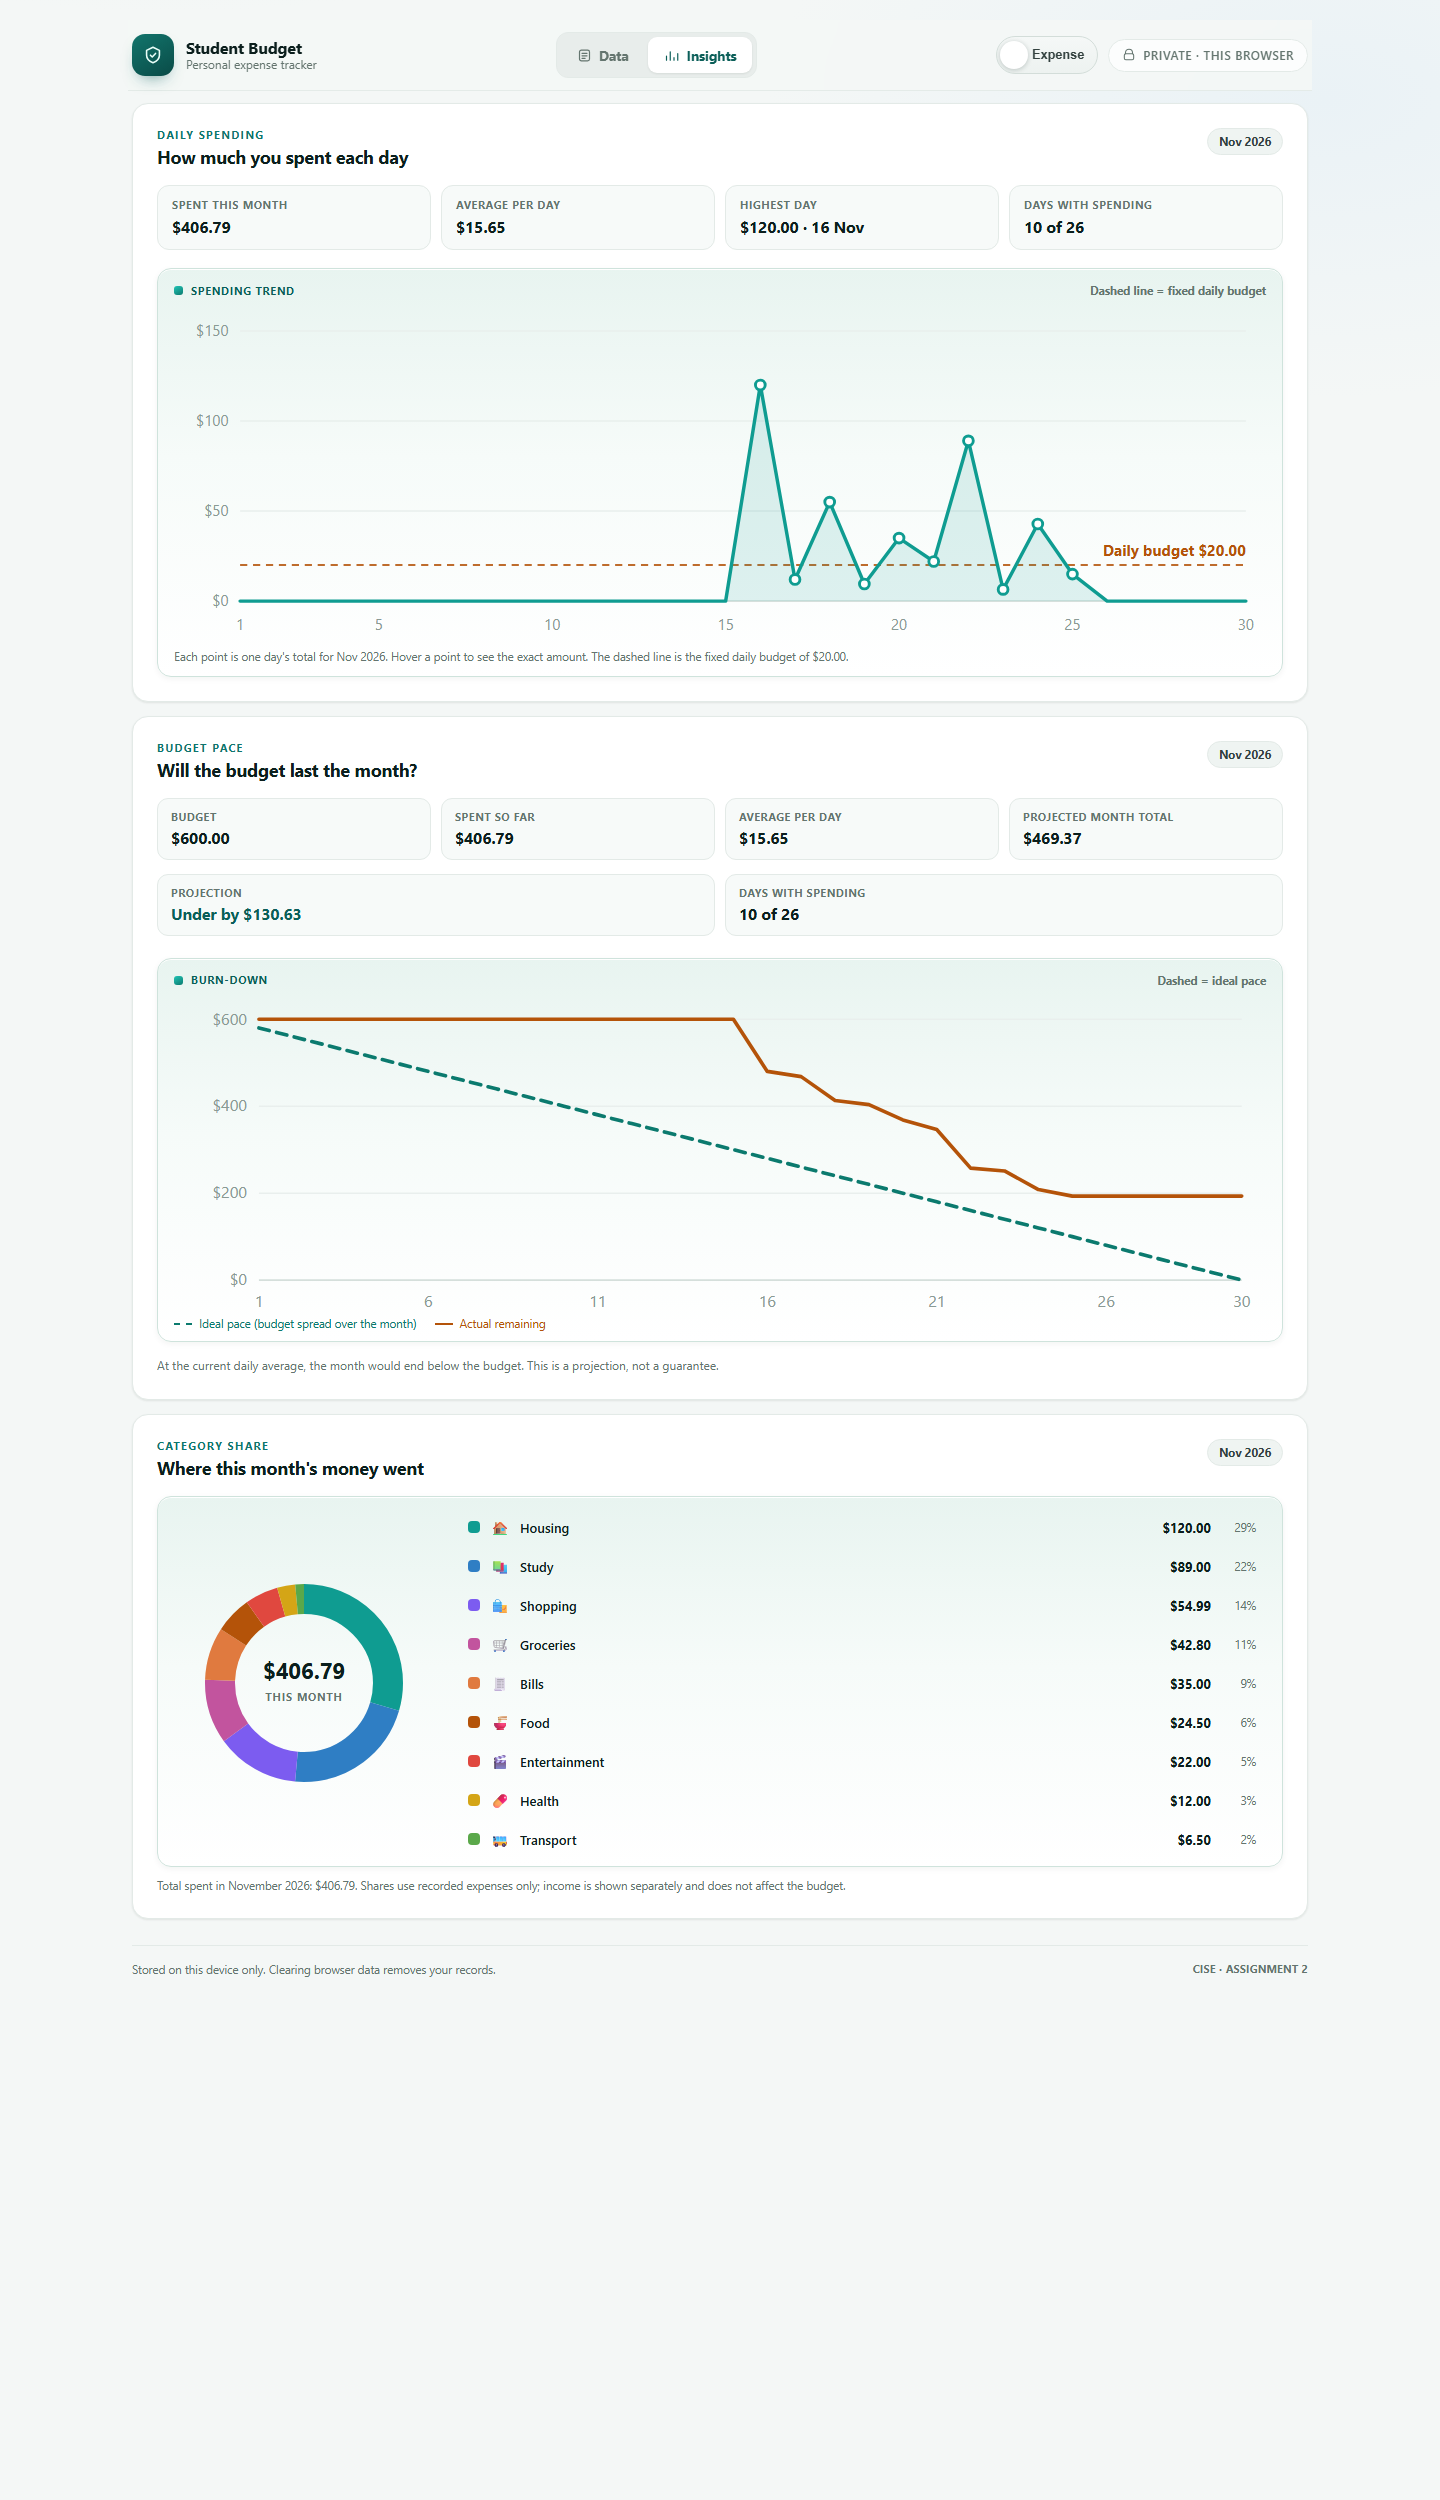 Student Budget
Personal expense tracker
Data
Insights
Expense
PRIVATE · THIS BROWSER
DAILY SPENDING
How much you spent each day
Nov 2026
SPENT THIS MONTH
$406.79
AVERAGE PER DAY
$15.65
HIGHEST DAY
$120.00 · 16 Nov
DAYS WITH SPENDING
10 of 26
SPENDING TREND
Dashed line = fixed daily budget
$150
$100
$50
$0
Daily budget $20.00
1 5 10 15 20 25 30
Each point is one day's total for Nov 2026. Hover a point to see the exact amount. The dashed line is the fixed daily budget of $20.00.
BUDGET PACE
Will the budget last the month?
Nov 2026
BUDGET
$600.00
SPENT SO FAR
$406.79
AVERAGE PER DAY
$15.65
PROJECTED MONTH TOTAL
$469.37
PROJECTION
Under by $130.63
DAYS WITH SPENDING
10 of 26
BURN-DOWN
Dashed = ideal pace
$600
$400
$200
$0
1 6 11 16 21 26 30
Ideal pace (budget spread over the month)
Actual remaining
At the current daily average, the month would end below the budget. This is a projection, not a guarantee.
CATEGORY SHARE
Where this month's money went
Nov 2026
$406.79
THIS MONTH
Housing $120.00 29%
Study $89.00 22%
Shopping $54.99 14%
Groceries $42.80 11%
Bills $35.00 9%
Food $24.50 6%
Entertainment $22.00 5%
Health $12.00 3%
Transport $6.50 2%
Total spent in November 2026: $406.79. Shares use recorded expenses only; income is shown separately and does not affect the budget.
Stored on this device only. Clearing browser data removes your records.
CISE · ASSIGNMENT 2